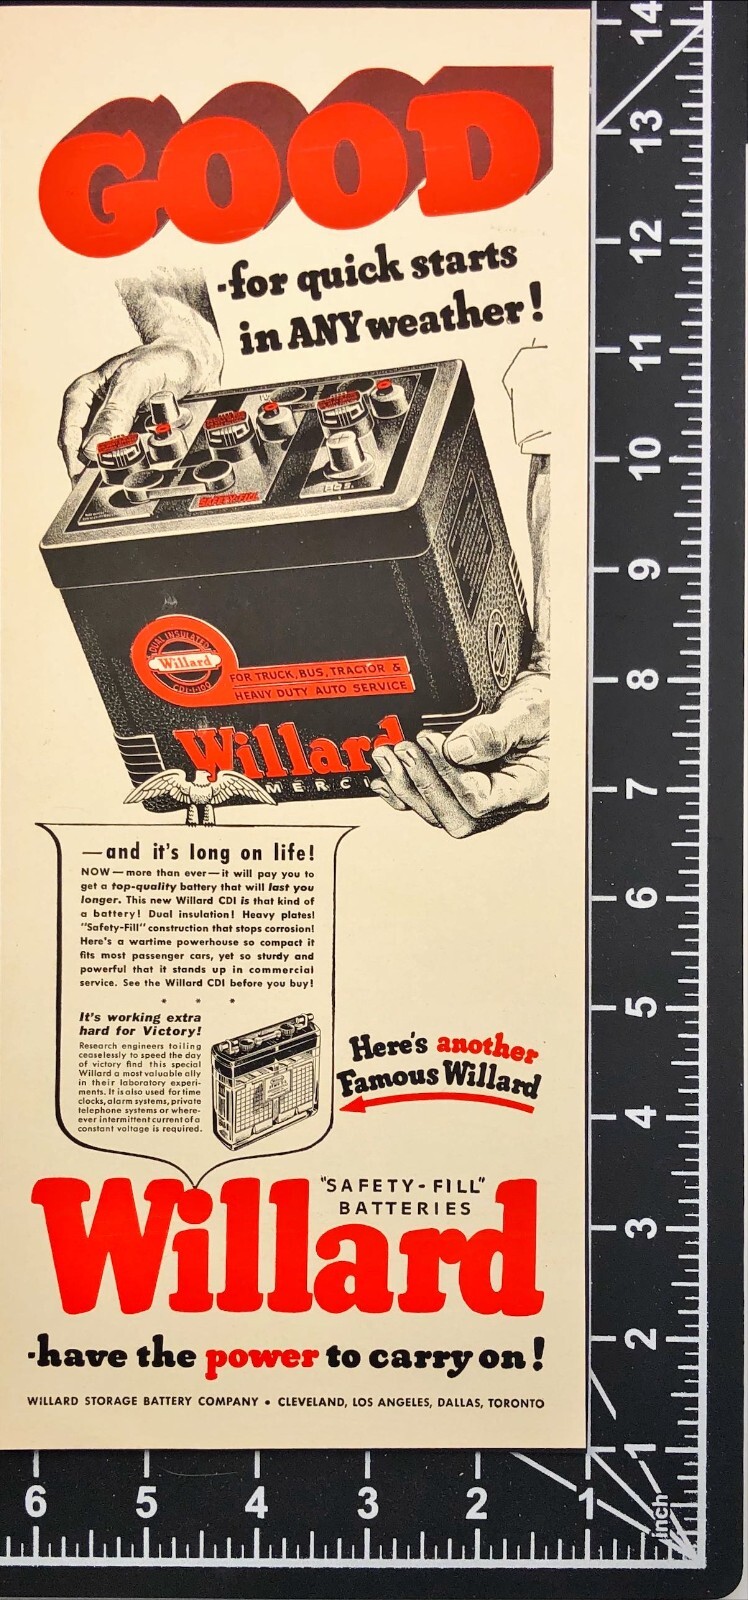 GOOD
-for quick starts
in ANY weather!
SAFETY-FILL
POS.
DUAL INSULATED
Willard
CDI-1-100
FOR TRUCK, BUS, TRACTOR &
HEAVY DUTY AUTO SERVICE
Willard
MERCI
—and it's long on life!
NOW—more than ever—it will pay you to
get a top-quality battery that will last you
longer. This new Willard CDI is that kind of
a battery! Dual insulation! Heavy plates!
"Safety-Fill" construction that stops corrosion!
Here's a wartime powerhouse so compact it
fits most passenger cars, yet so sturdy and
powerful that it stands up in commercial
service. See the Willard CDI before you buy!
* * *
It's working extra
hard for Victory!
Research engineers toiling
ceaselessly to speed the day
of victory find this special
Willard a most valuable ally
in their laboratory experi-
ments. It is also used for time
clocks, alarm systems, private
telephone systems or where-
ever intermittent current of a
constant voltage is required.
Here's another
Famous Willard
"SAFETY-FILL"
BATTERIES
Willard
-have the power to carry on!
WILLARD STORAGE BATTERY COMPANY • CLEVELAND, LOS ANGELES, DALLAS, TORONTO
14
13
12
11
10
9
8
7
6
5
4
3
2
1
inch
6 5 4 3 2 1